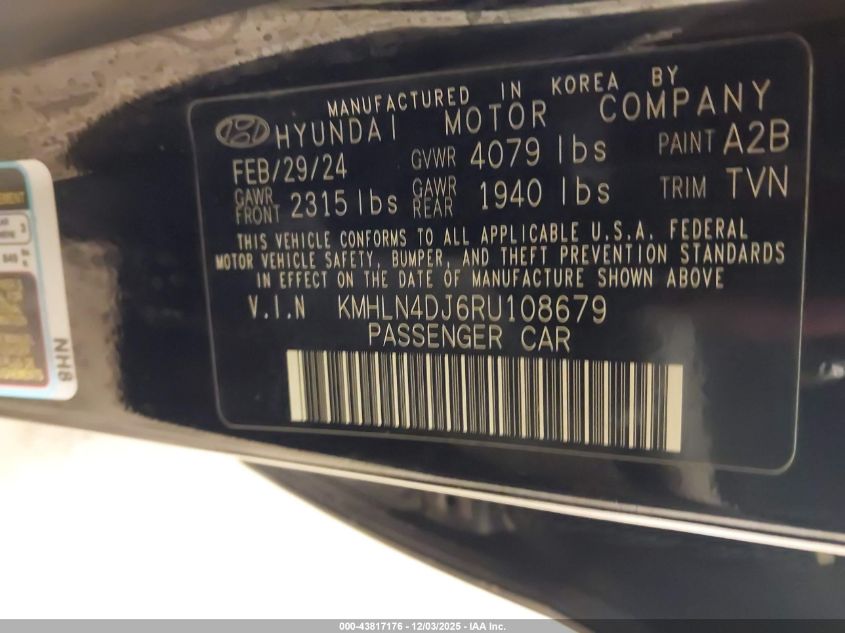 MANUFACTURED IN KOREA BY
HYUNDAI MOTOR COMPANY
FEB/29/24 GVWR 4079 lbs PAINT A2B
GAWR FRONT 2315 lbs GAWR REAR 1940 lbs TRIM TVN
THIS VEHICLE CONFORMS TO ALL APPLICABLE U.S.A. FEDERAL
MOTOR VEHICLE SAFETY, BUMPER, AND THEFT PREVENTION STANDARDS
IN EFFECT ON THE DATE OF MANUFACTURE SHOWN ABOVE
V.I.N KMHLN4DJ6RU108679
PASSENGER CAR
NH8
000-43817176 - 12/03/2025 - IAA Inc.